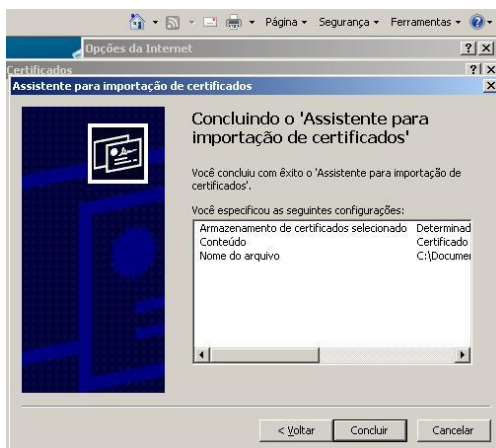 Página Segurança Ferramentas
Opções da Internet
Certificados
Assistente para importação de certificados
Concluindo o 'Assistente para
importação de certificados'
Você concluiu com êxito o 'Assistente para importação de
certificados'.
Você especificou as seguintes configurações:
Armazenamento de certificados selecionado Determinad
Conteúdo Certificado
Nome do arquivo C:\Documen
< Voltar Concluir Cancelar